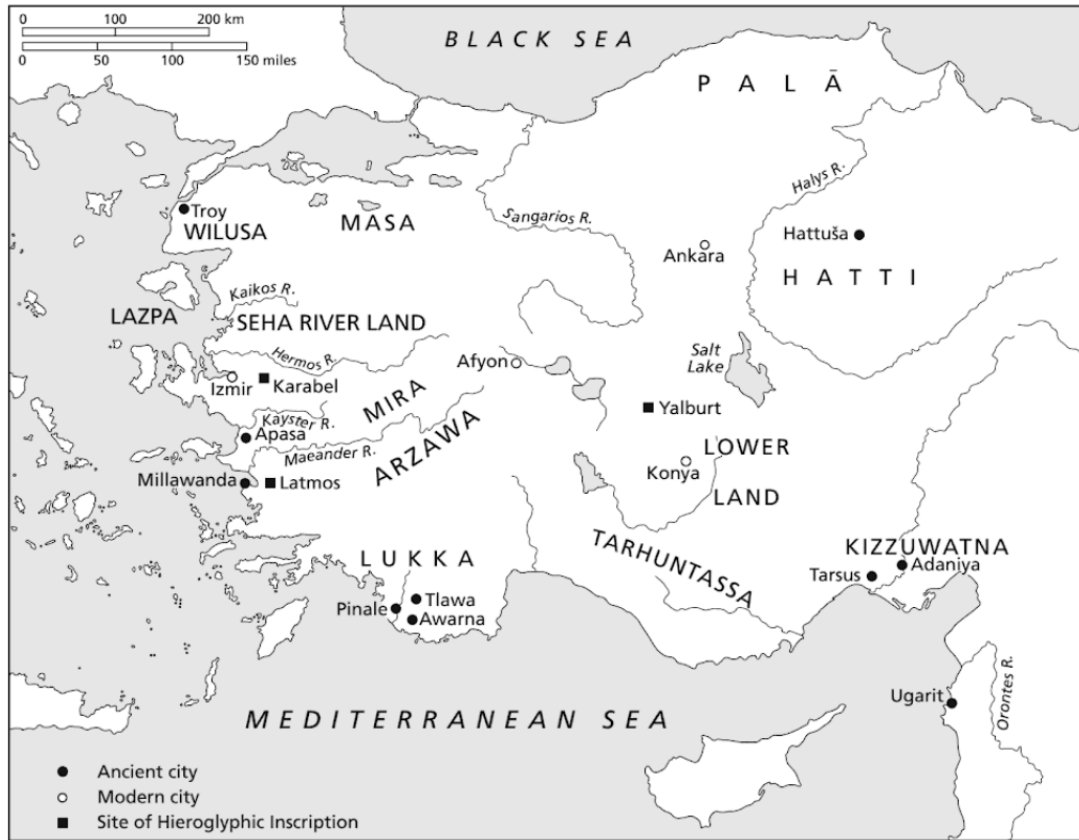 0 100 200 km
0 50 100 150 miles
BLACK SEA
PALĀ
Halys R.
Troy
WILUSA
MASA
Sangarios R.
Hattuša
Ankara
HATTI
Kaikos R.
LAZPA
SEHA RIVER LAND
Hermos R.
Afyon
Salt
Lake
Izmir
Karabel
MIRA
Yalburt
Kayster R.
Apasa
ARZAWA
LOWER
LAND
Maeander R.
Konya
Millawanda
Latmos
TARHUNTASSA
KIZZUWATNA
LUKKA
Adaniya
Tarsus
Tlawa
Pinale
Awarna
Orontes R.
Ugarit
MEDITERRANEAN SEA
Ancient city
Modern city
Site of Hieroglyphic Inscription